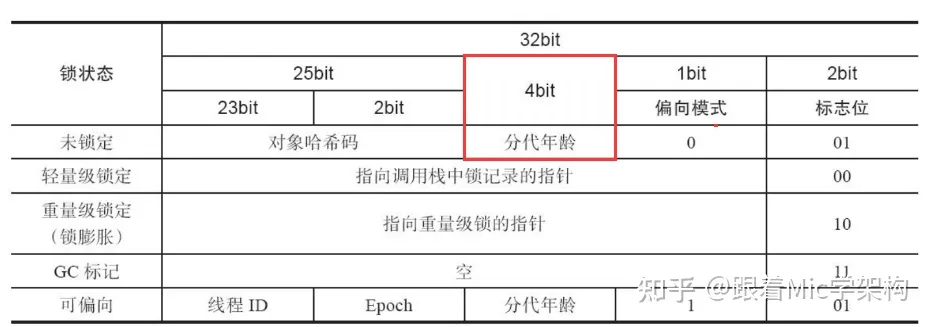 锁状态 32bit
25bit 4bit 1bit 2bit
23bit 2bit 偏向模式 标志位
未锁定 对象哈希码 分代年龄 0 01
轻量级锁定 指向调用栈中锁记录的指针 00
重量级锁定
（锁膨胀） 指向重量级锁的指针 10
GC 标记 空 11
可偏向 线程 ID Epoch 分代年龄 1 01
知乎 @跟着Mic学架构